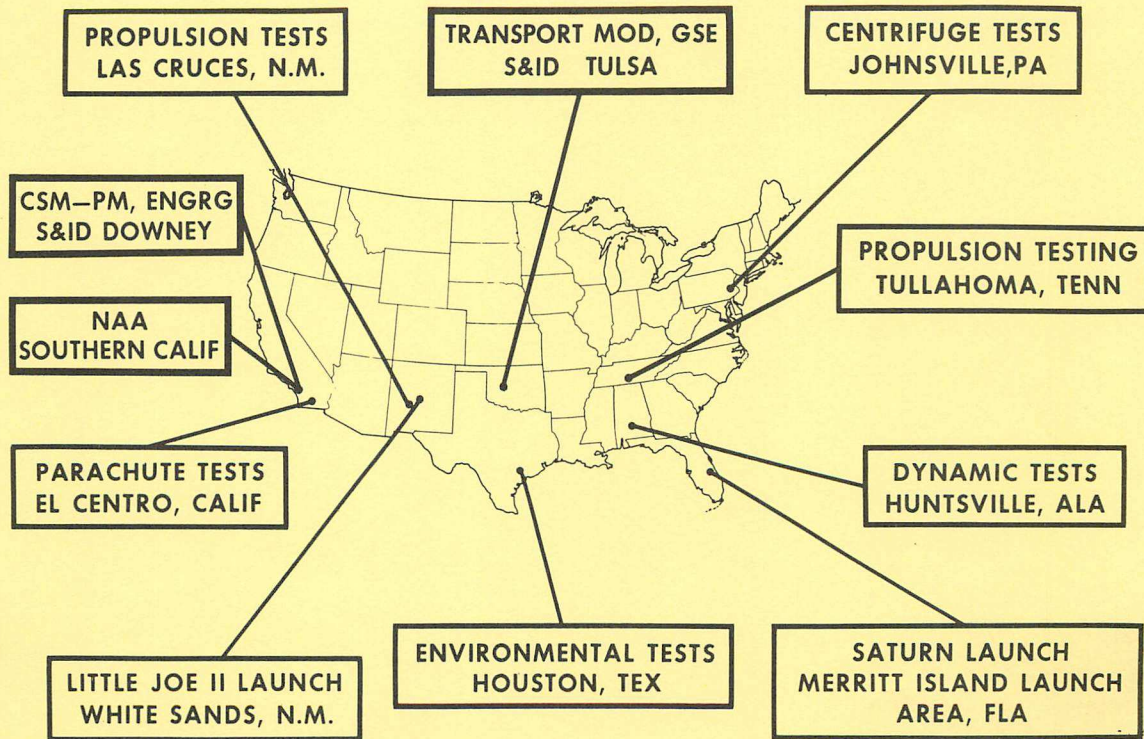 PROPULSION TESTS
LAS CRUCES, N.M.
TRANSPORT MOD, GSE
S&ID TULSA
CENTRIFUGE TESTS
JOHNSVILLE,PA
CSM–PM, ENGRG
S&ID DOWNEY
PROPULSION TESTING
TULLAHOMA, TENN
NAA
SOUTHERN CALIF
PARACHUTE TESTS
EL CENTRO, CALIF
DYNAMIC TESTS
HUNTSVILLE, ALA
LITTLE JOE II LAUNCH
WHITE SANDS, N.M.
ENVIRONMENTAL TESTS
HOUSTON, TEX
SATURN LAUNCH
MERRITT ISLAND LAUNCH
AREA, FLA